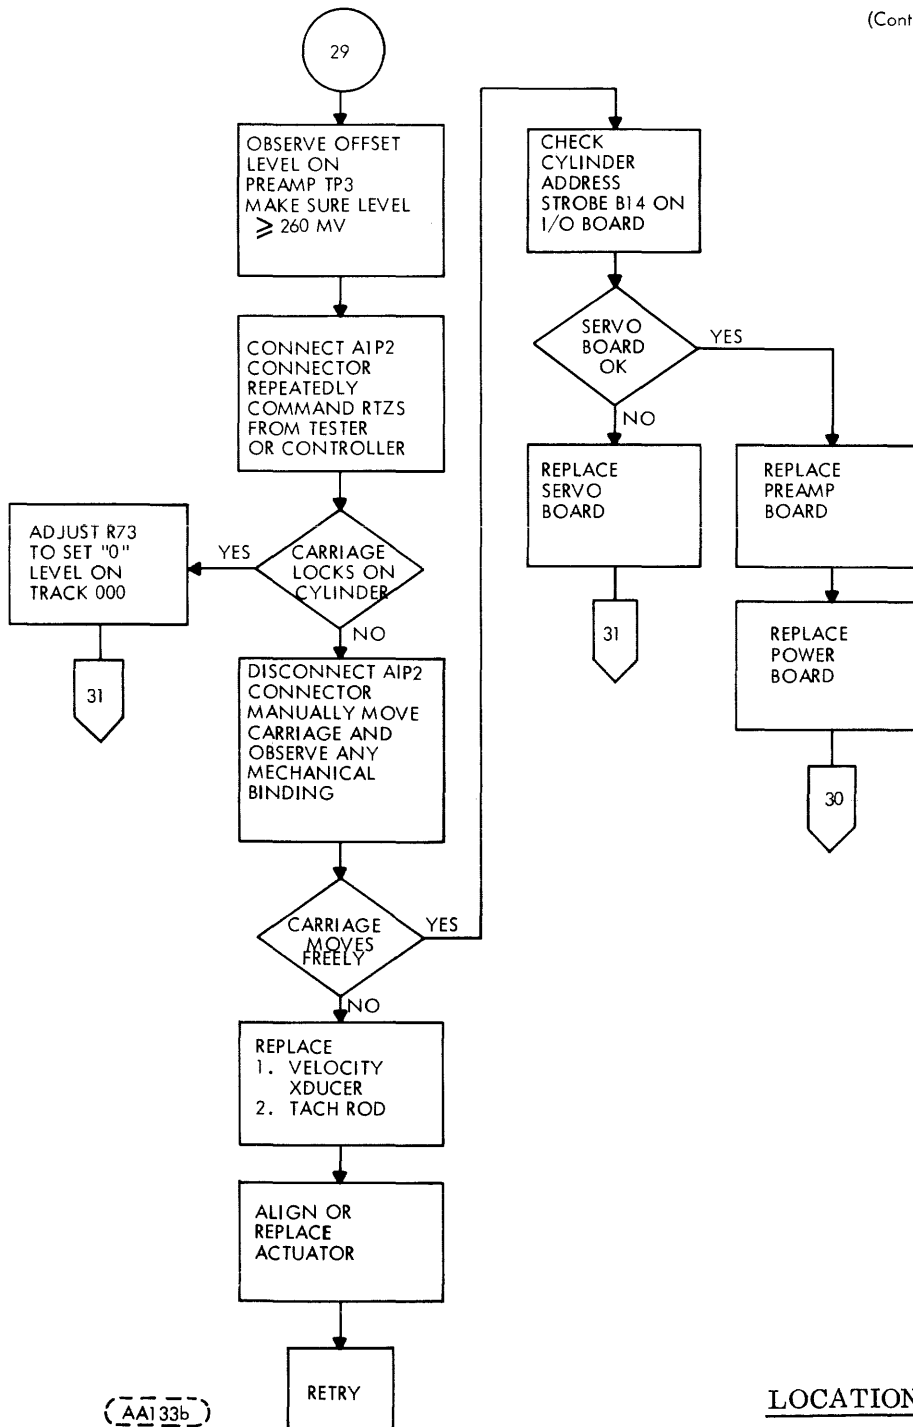 (Cont
29
OBSERVE OFFSET
LEVEL ON
PREAMP TP3
MAKE SURE LEVEL
≥ 260 MV
CONNECT A1P2
CONNECTOR
REPEATEDLY
COMMAND RTZS
FROM TESTER
OR CONTROLLER
CARRIAGE
LOCKS ON
CYLINDER
YES
ADJUST R73
TO SET "0"
LEVEL ON
TRACK 000
31
NO
DISCONNECT A1P2
CONNECTOR
MANUALLY MOVE
CARRIAGE AND
OBSERVE ANY
MECHANICAL
BINDING
CARRIAGE
MOVES
FREELY
YES
NO
REPLACE
1. VELOCITY
XDUCER
2. TACH ROD
ALIGN OR
REPLACE
ACTUATOR
RETRY
CHECK
CYLINDER
ADDRESS
STROBE B14 ON
I/O BOARD
SERVO
BOARD
OK
YES
NO
REPLACE
SERVO
BOARD
31
REPLACE
PREAMP
BOARD
REPLACE
POWER
BOARD
30
AA133b
LOCATION